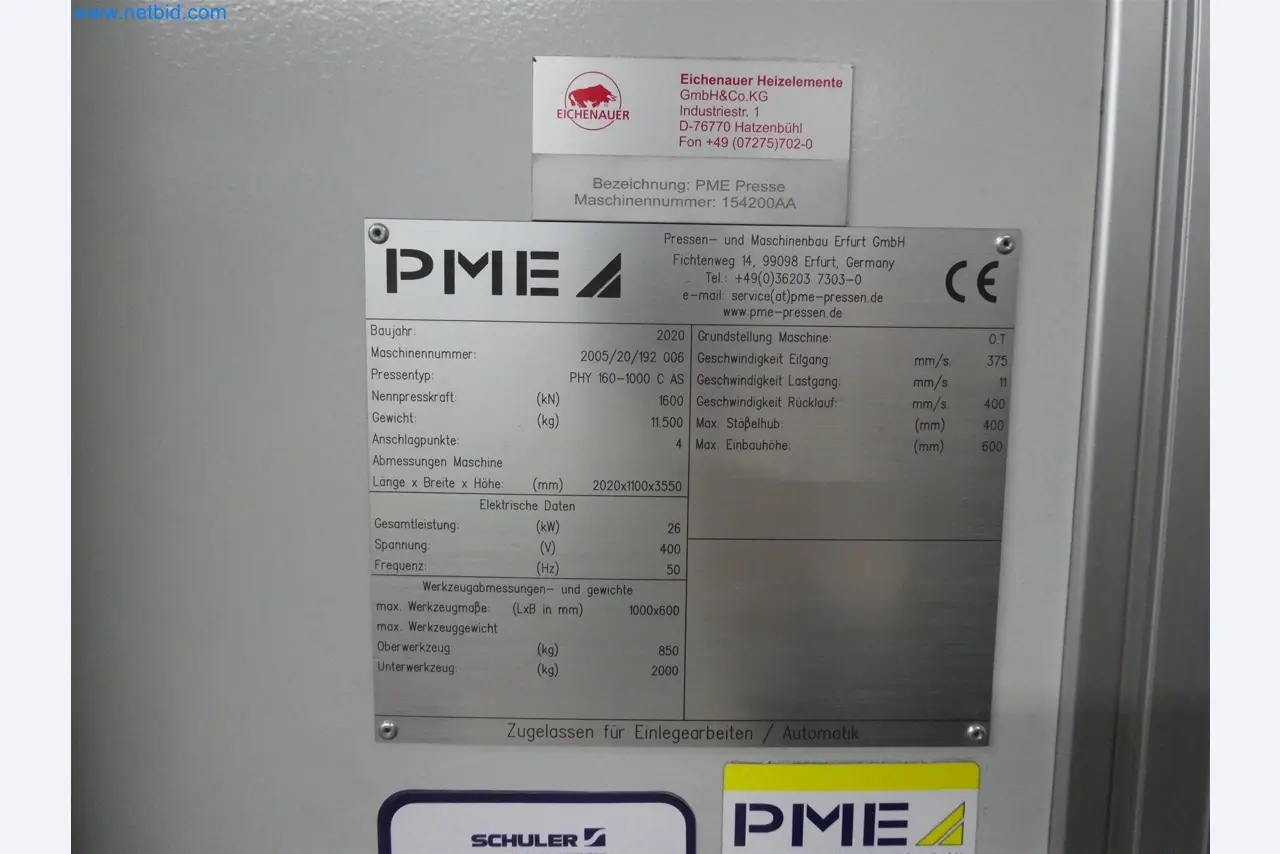 www.netbid.com
EICHENAUER
Eichenauer Heizelemente
GmbH&Co.KG
Industriestr. 1
D-76770 Hatzenbühl
Fon +49 (07275)702-0
Bezeichnung: PME Presse
Maschinennummer: 154200AA
PME
Pressen- und Maschinenbau Erfurt GmbH
Fichtenweg 14, 99098 Erfurt, Germany
Tel.: +49(0)36203 7303-0
e-mail: service(at)pme-pressen.de
www.pme-pressen.de
CE
Baujahr: 2020
Maschinennummer: 2005/20/192 006
Pressentyp: PHY 160-1000 C AS
Nennpresskraft: (kN) 1600
Gewicht: (kg) 11.500
Anschlagpunkte: 4
Abmessungen Maschine
Länge x Breite x Höhe: (mm) 2020x1100x3550
Elektrische Daten
Gesamtleistung: (kW) 26
Spannung: (V) 400
Frequenz: (Hz) 50
Werkzeugabmessungen- und gewichte
max. Werkzeugmaße: (LxB in mm) 1000x600
max. Werkzeuggewicht
Oberwerkzeug (kg) 850
Unterwerkzeug: (kg) 2000
Grundstellung Maschine: O.T
Geschwindigkeit Eilgang: mm/s. 375
Geschwindigkeit Lastgang: mm/s 11
Geschwindigkeit Rücklauf: mm/s. 400
Max. Stößelhub: (mm) 400
Max. Einbauhöhe: (mm) 600
Zugelassen für Einlegearbeiten / Automatik
SCHULER
PME